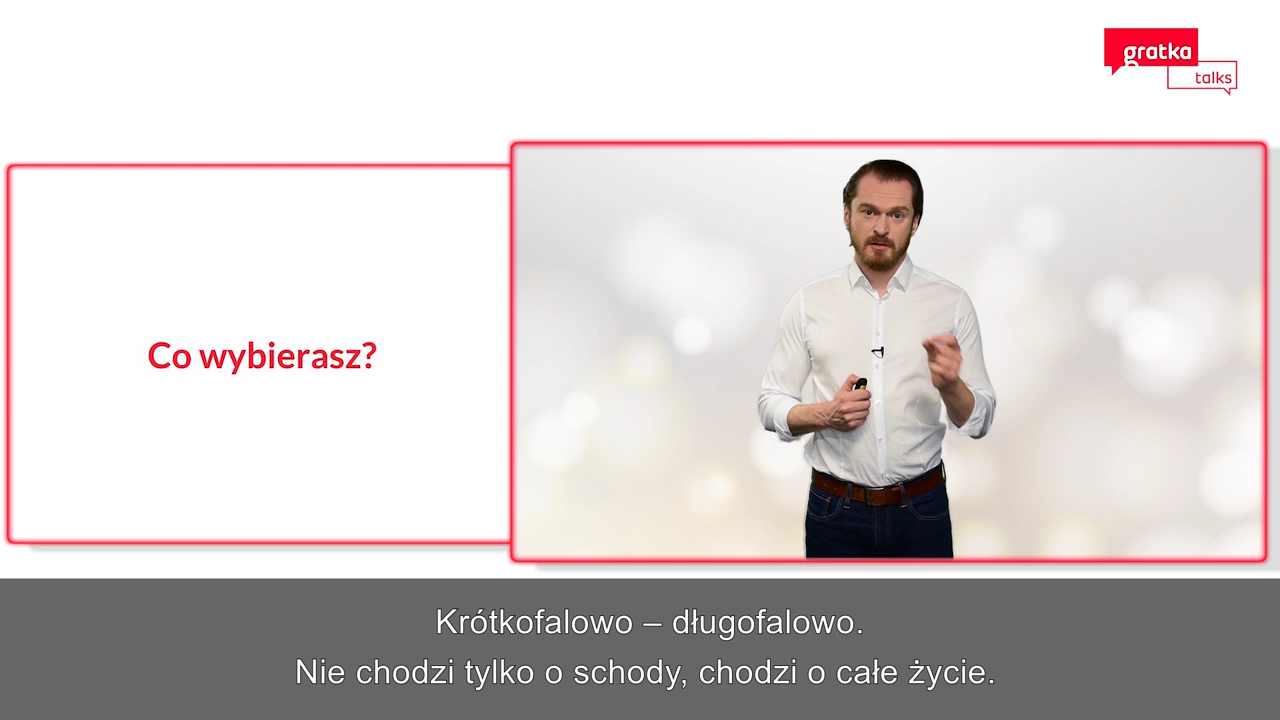 gratka
talks
Co wybierasz?
Krótkofalowo – długofalowo.
Nie chodzi tylko o schody, chodzi o całe życie.